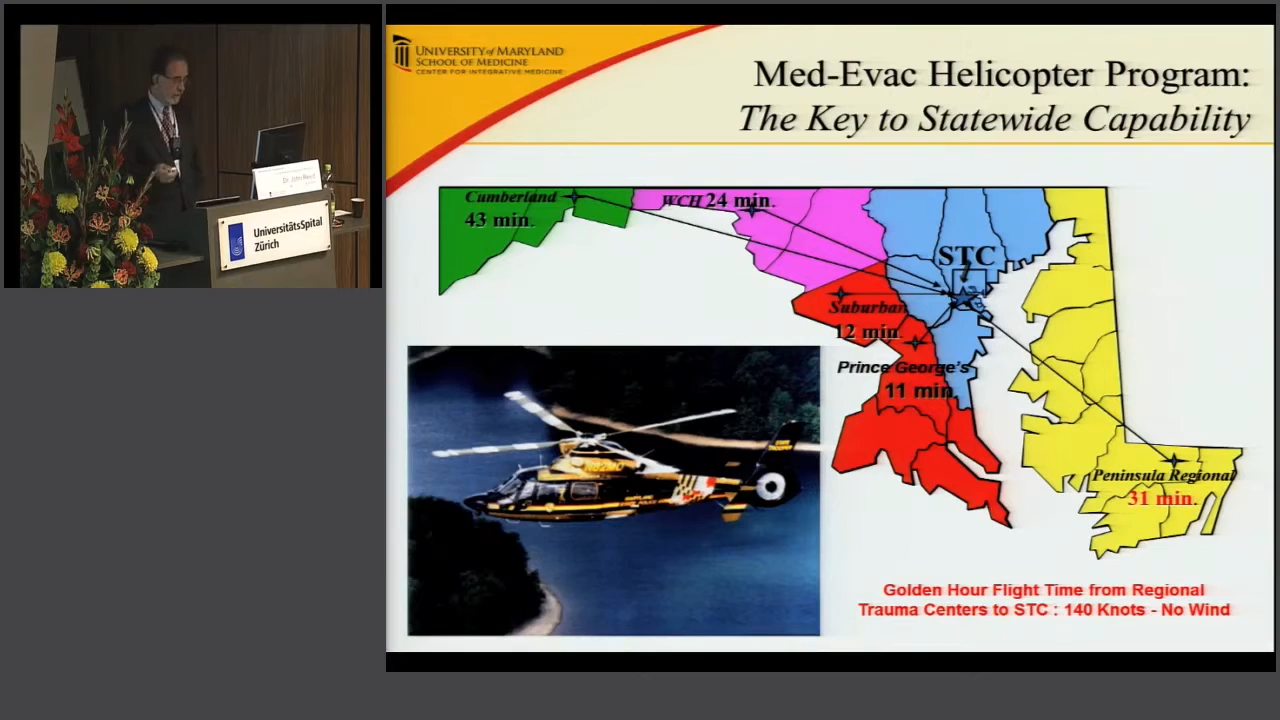 UNIVERSITY of MARYLAND
SCHOOL OF MEDICINE
CENTER FOR INTEGRATIVE MEDICINE
Med-Evac Helicopter Program:
The Key to Statewide Capability
Cumberland
43 min.
WCH 24 min.
STC
Suburban
12 min.
Prince George's
11 min.
Peninsula Regional
31 min.
Golden Hour Flight Time from Regional
Trauma Centers to STC : 140 Knots - No Wind
UniversitätsSpital
Zürich